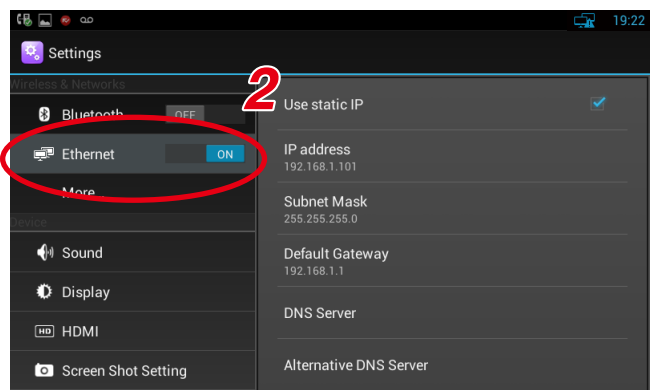 19:22
Settings
Wireless & Networks
2
Bluetooth OFF
Ethernet ON
More...
Device
Sound
Display
HD HDMI
Screen Shot Setting
Use static IP
IP address
192.168.1.101
Subnet Mask
255.255.255.0
Default Gateway
192.168.1.1
DNS Server
Alternative DNS Server